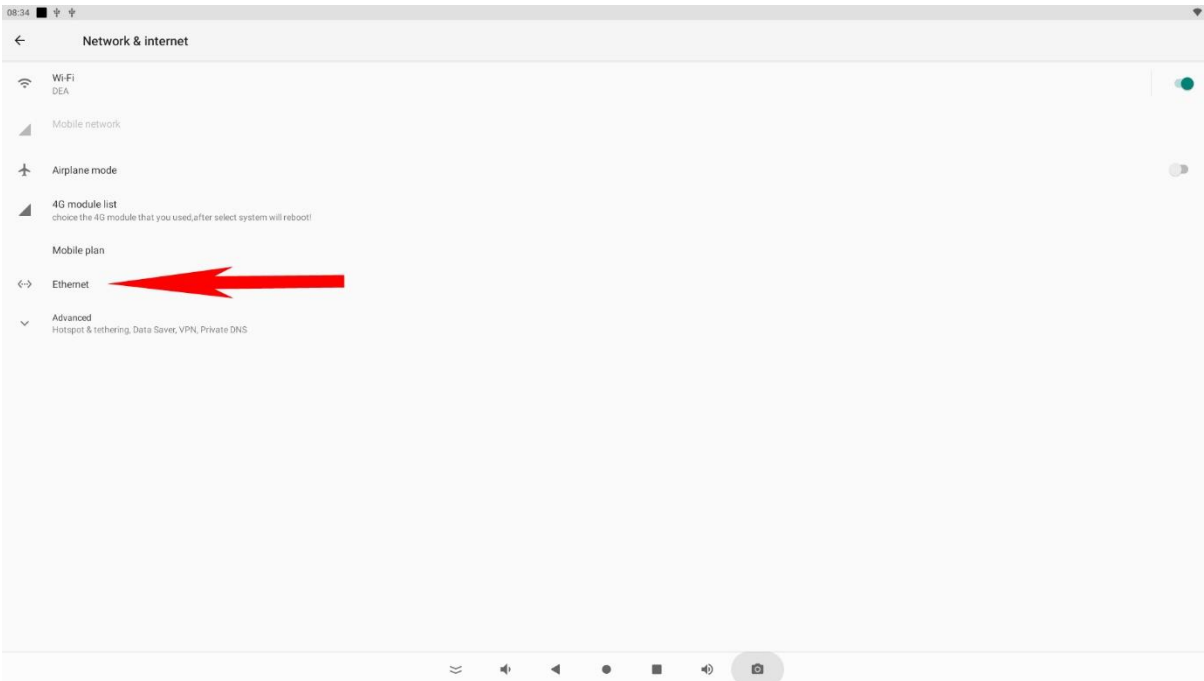 08:34
Network & internet
Wi-Fi
DEA
Mobile network
Airplane mode
4G module list
choice the 4G module that you used,after select system will reboot!
Mobile plan
Ethernet
Advanced
Hotspot & tethering, Data Saver, VPN, Private DNS